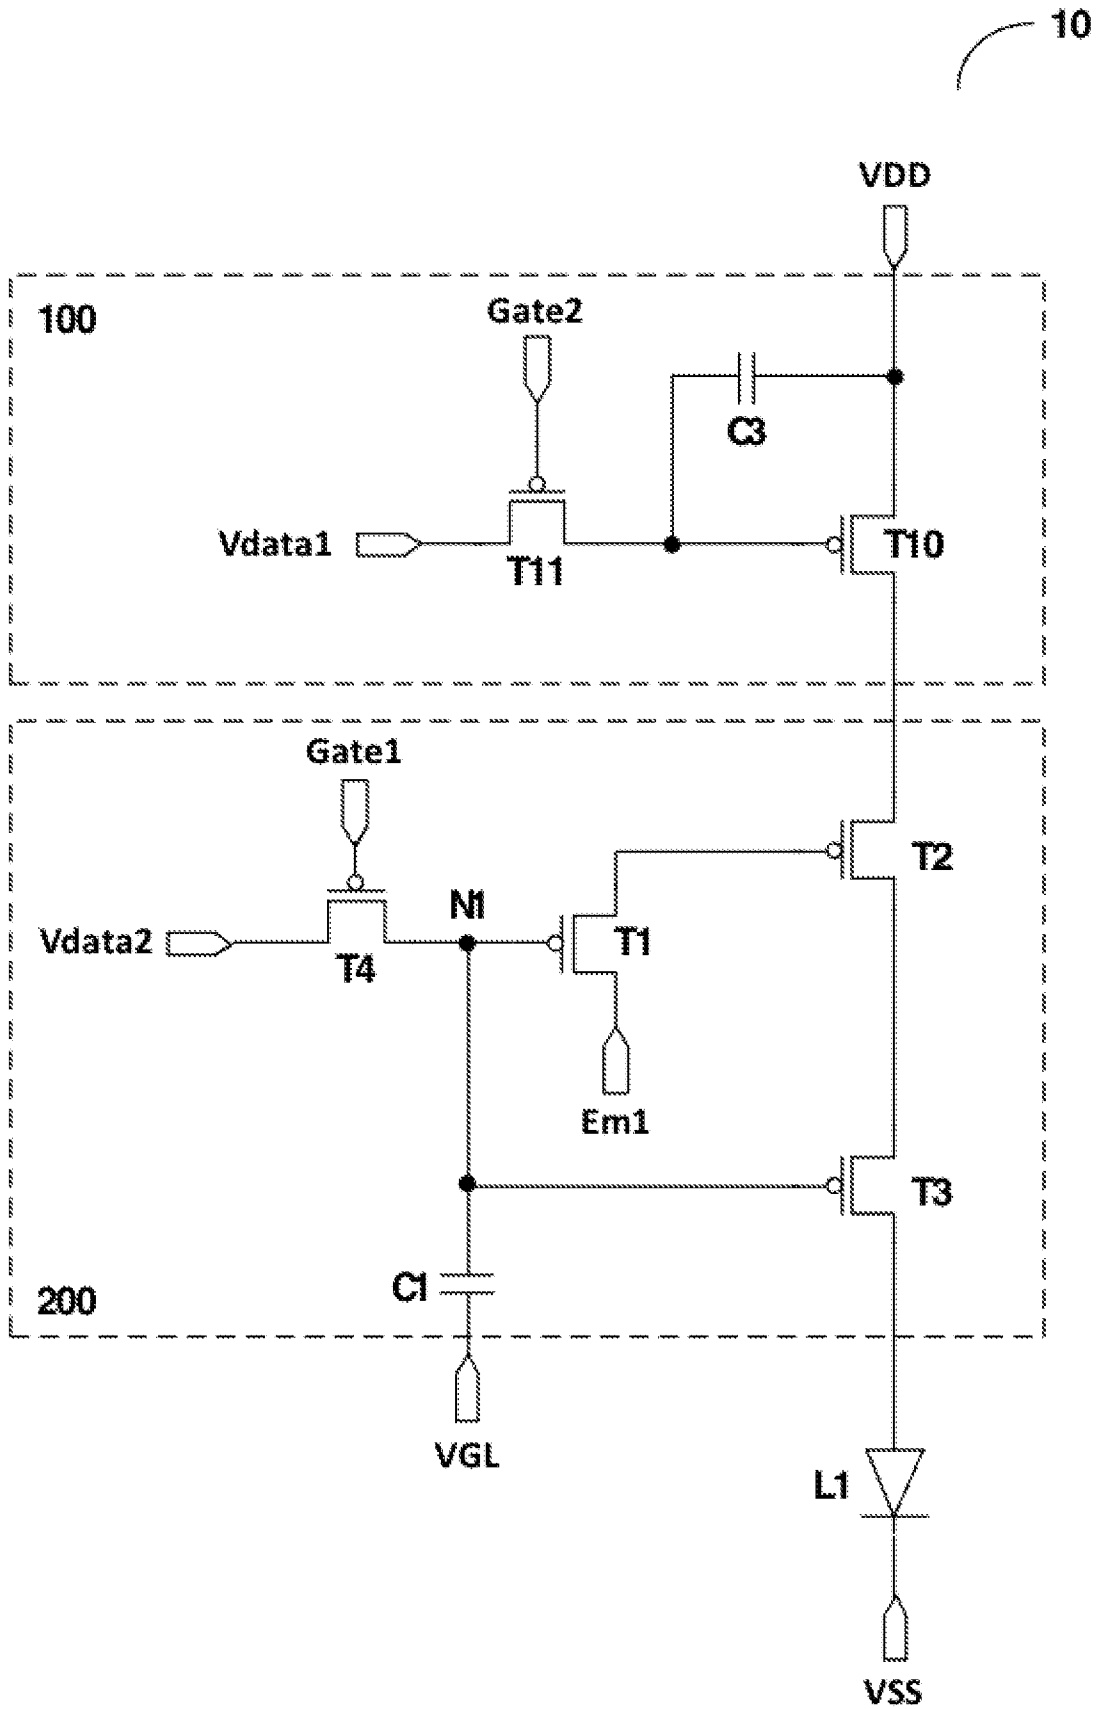 10
VDD
100
Gate2
C3
Vdata1
T11
T10
Gate1
T2
N1
Vdata2
T4
T1
Em1
T3
C1
200
VGL
L1
VSS